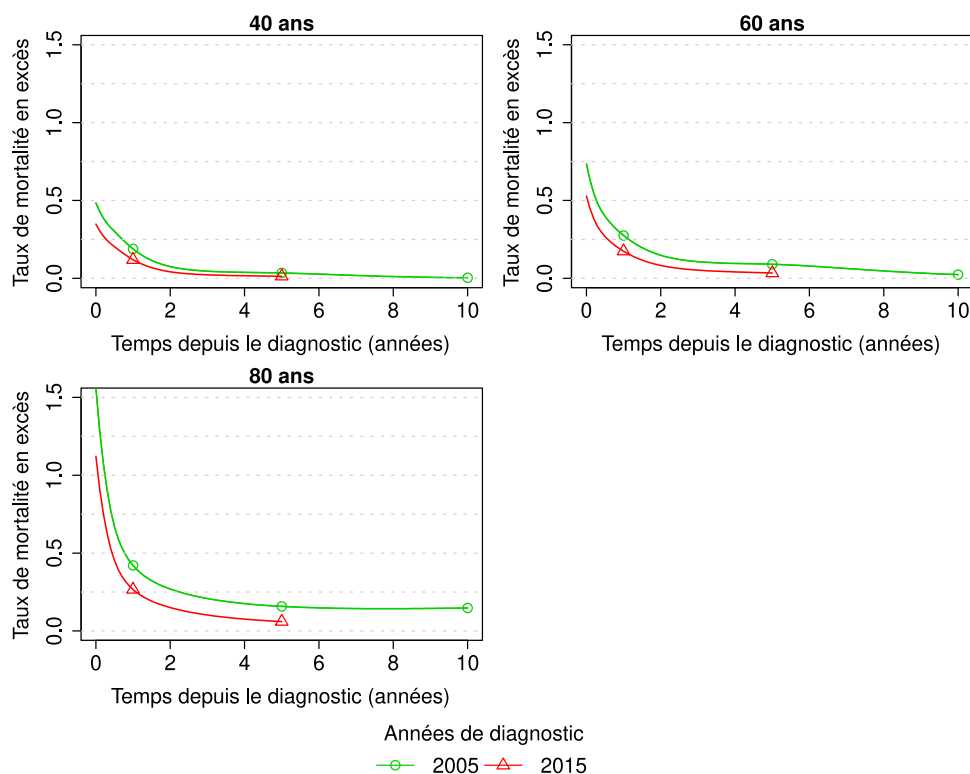 40 ans
Taux de mortalité en excès
0.0 0.5 1.0 1.5
0 2 4 6 8 10
Temps depuis le diagnostic (années)
60 ans
Taux de mortalité en excès
0.0 0.5 1.0 1.5
0 2 4 6 8 10
Temps depuis le diagnostic (années)
80 ans
Taux de mortalité en excès
0.0 0.5 1.0 1.5
0 2 4 6 8 10
Temps depuis le diagnostic (années)
Années de diagnostic
2005 2015